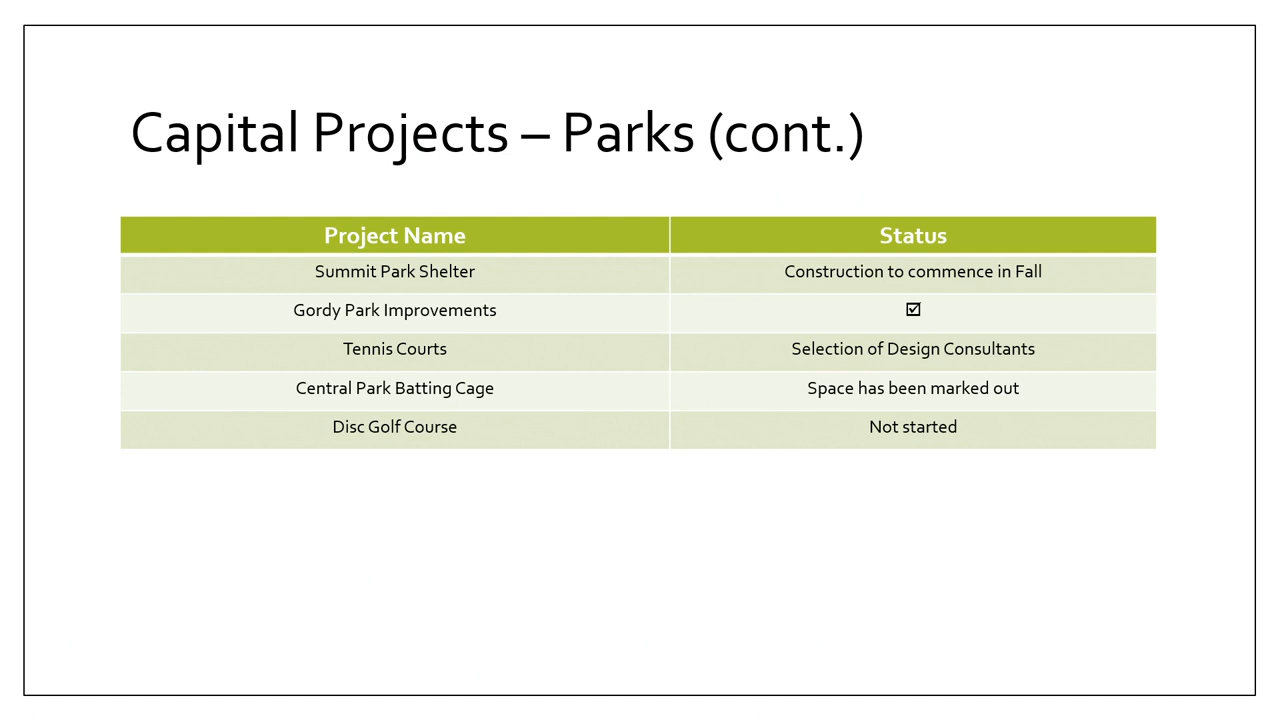 Capital Projects – Parks (cont.)
Project Name Status
Summit Park Shelter Construction to commence in Fall
Gordy Park Improvements ☑
Tennis Courts Selection of Design Consultants
Central Park Batting Cage Space has been marked out
Disc Golf Course Not started